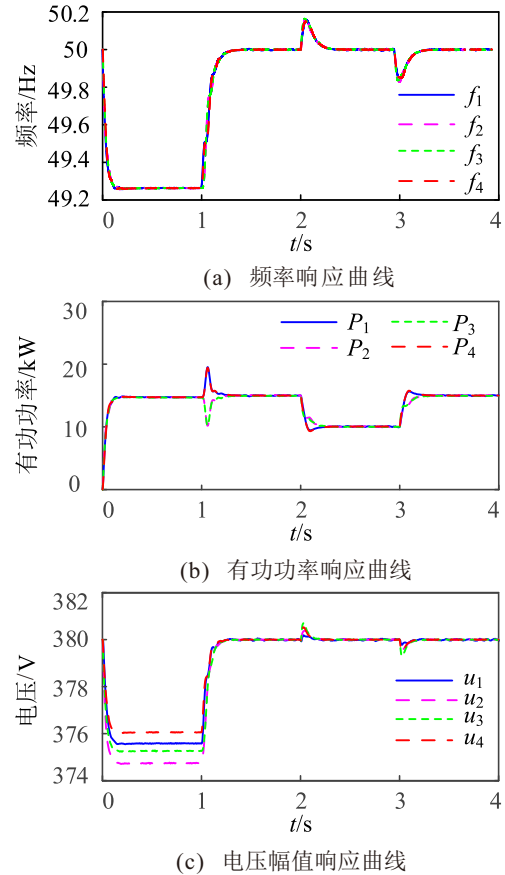 50.2
50
49.8
49.6
49.4
49.2
频率/Hz
f1
f2
f3
f4
0 1 2 3 4
t/s
(a) 频率响应曲线
30
20
10
0
有功功率/kW
P1 P3
P2 P4
0 1 2 3 4
t/s
(b) 有功功率响应曲线
382
380
378
376
374
电压/V
u1
u2
u3
u4
0 1 2 3 4
t/s
(c) 电压幅值响应曲线